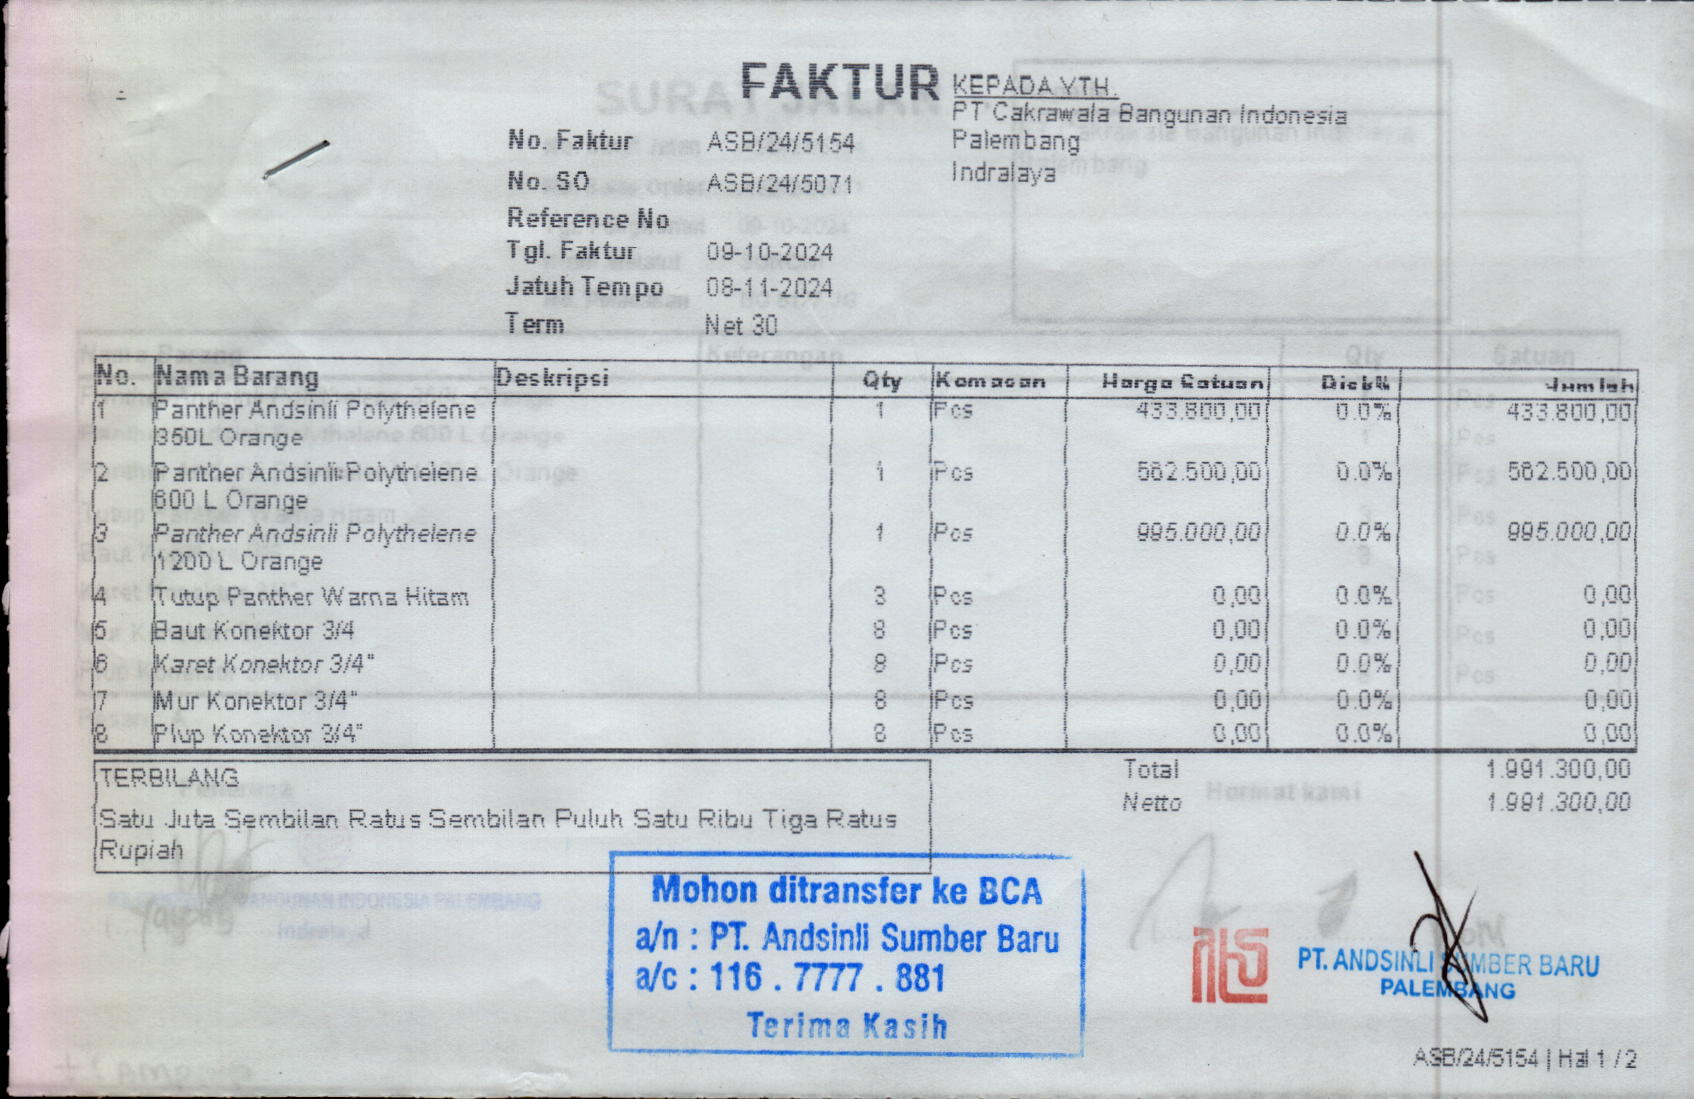 FAKTUR
KEPADA YTH.
PT Cakrawala Bangunan Indonesia
Palembang
Indralaya
No. Faktur ASB/24/5154
No. SO ASB/24/5071
Reference No
Tgl. Faktur 09-10-2024
Jatuh Tempo 08-11-2024
Term Net 30
No. Nama Barang Deskripsi Qty Kemasan Harga Satuan Disk% Jumlah
1 Panther Andsinli Polythelene 1 Pcs 433.800,00 0.0% 433.800,00
350L Orange
2 Panther Andsinli Polythelene 1 Pcs 562.500,00 0.0% 562.500,00
600 L Orange
3 Panther Andsinli Polythelene 1 Pcs 995.000,00 0.0% 995.000,00
1200 L Orange
4 Tutup Panther Warna Hitam 3 Pcs 0,00 0.0% 0,00
5 Baut Konektor 3/4 8 Pcs 0,00 0.0% 0,00
6 Karet Konektor 3/4" 8 Pcs 0,00 0.0% 0,00
7 Mur Konektor 3/4" 8 Pcs 0,00 0.0% 0,00
8 Plup Konektor 3/4" 8 Pcs 0,00 0.0% 0,00
TERBILANG
Satu Juta Sembilan Ratus Sembilan Puluh Satu Ribu Tiga Ratus
Rupiah
Total 1.991.300,00
Netto 1.991.300,00
Mohon ditransfer ke BCA
a/n : PT. Andsinli Sumber Baru
a/c : 116 . 7777 . 881
Terima Kasih
PT. ANDSINLI SUMBER BARU
PALEMBANG
ASB/24/5154 | Hal 1 / 2